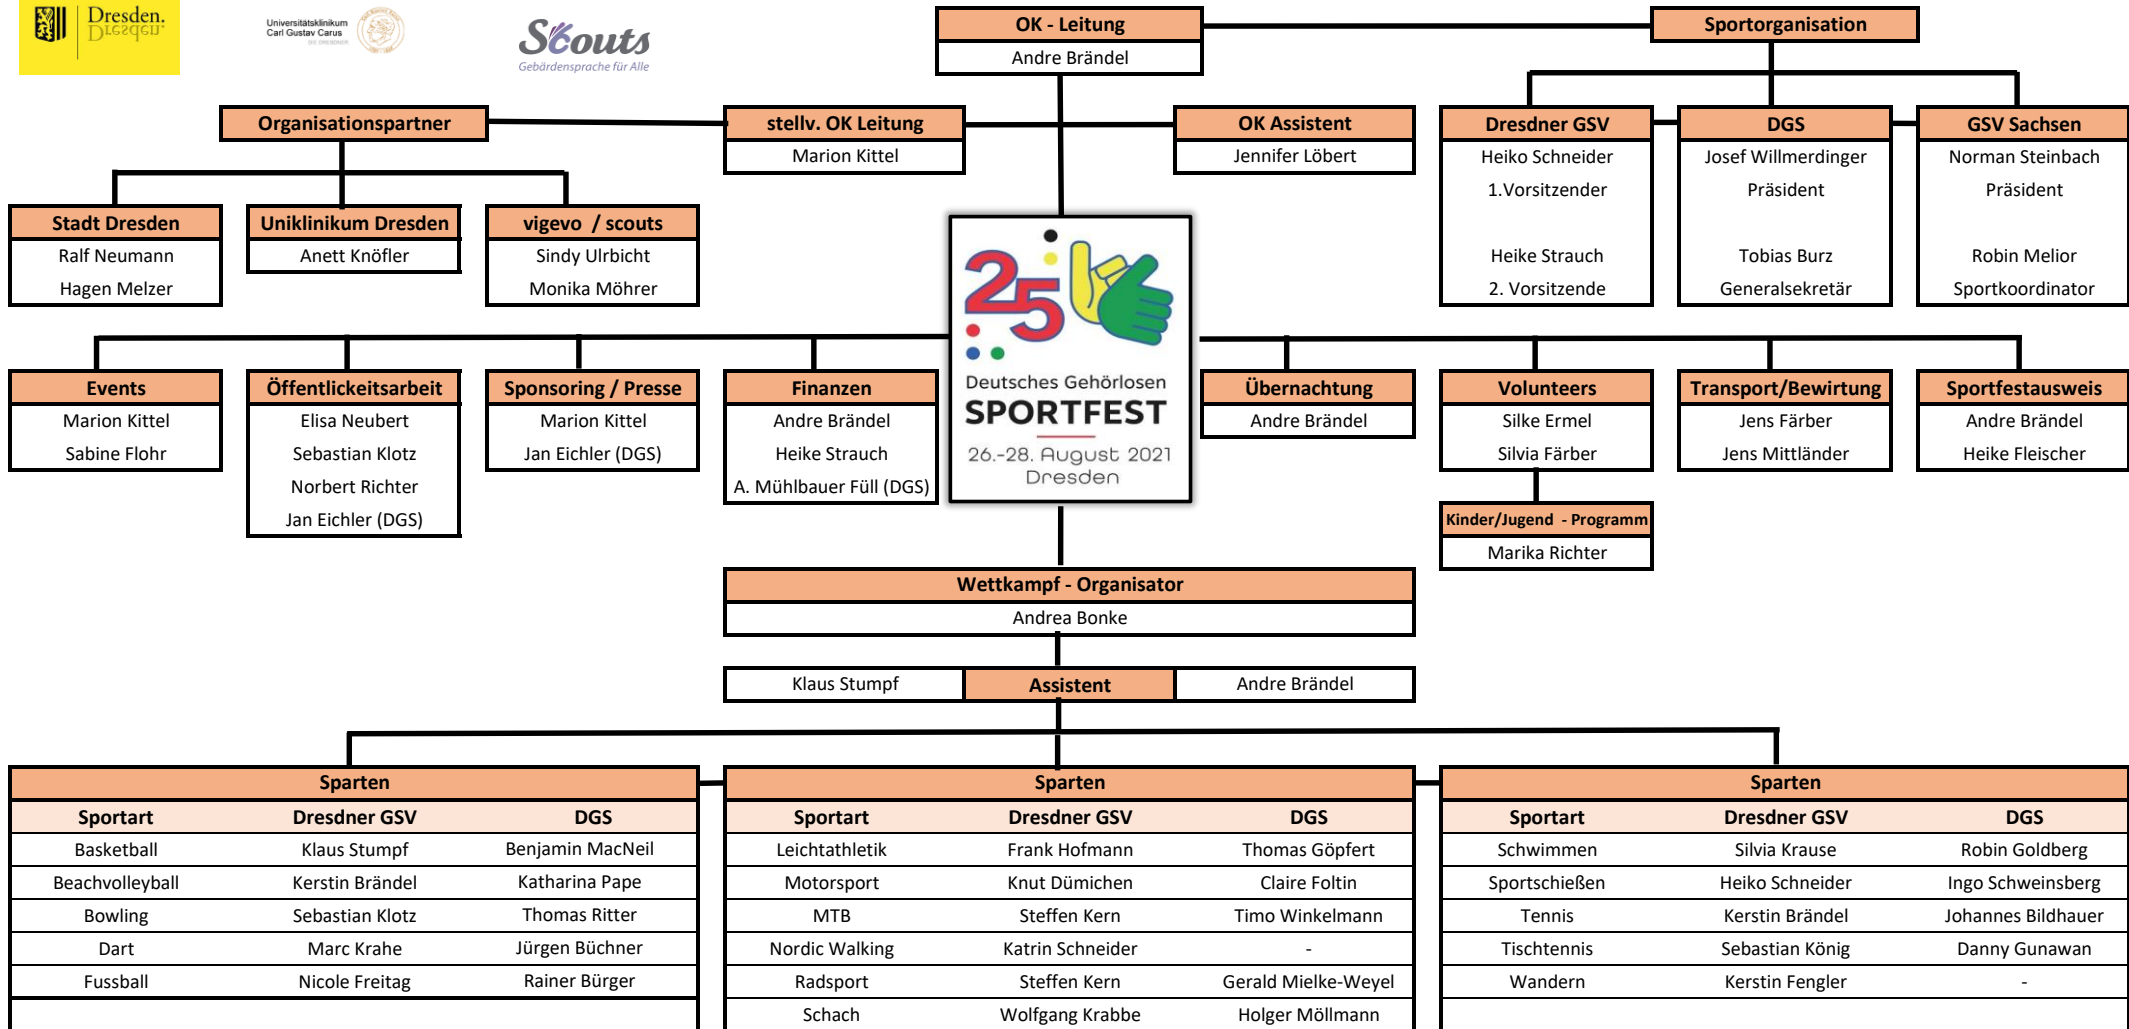 Dresden.
Dresden.
Universitätsklinikum
Carl Gustav Carus
DIE DRESDNER.
Scouts
Gebärdensprache für Alle
OK - Leitung
Andre Brändel
Sportorganisation
Organisationspartner
stellv. OK Leitung
Marion Kittel
OK Assistent
Jennifer Löbert
Dresdner GSV
Heiko Schneider
1.Vorsitzender
Heike Strauch
2. Vorsitzende
DGS
Josef Willmerdinger
Präsident
Tobias Burz
Generalsekretär
GSV Sachsen
Norman Steinbach
Präsident
Robin Melior
Sportkoordinator
Stadt Dresden
Ralf Neumann
Hagen Melzer
Uniklinikum Dresden
Anett Knöfler
vigevo / scouts
Sindy Ulrbicht
Monika Möhrer
25
Deutsches Gehörlosen
SPORTFEST
26.-28. August 2021
Dresden
Events
Marion Kittel
Sabine Flohr
Öffentlickeitsarbeit
Elisa Neubert
Sebastian Klotz
Norbert Richter
Jan Eichler (DGS)
Sponsoring / Presse
Marion Kittel
Jan Eichler (DGS)
Finanzen
Andre Brändel
Heike Strauch
A. Mühlbauer Füll (DGS)
Übernachtung
Andre Brändel
Volunteers
Silke Ermel
Silvia Färber
Kinder/Jugend - Programm
Marika Richter
Transport/Bewirtung
Jens Färber
Jens Mittländer
Sportfestausweis
Andre Brändel
Heike Fleischer
Wettkampf - Organisator
Andrea Bonke
Klaus Stumpf Assistent Andre Brändel
Sparten
Sportart Dresdner GSV DGS
Basketball Klaus Stumpf Benjamin MacNeil
Beachvolleyball Kerstin Brändel Katharina Pape
Bowling Sebastian Klotz Thomas Ritter
Dart Marc Krahe Jürgen Büchner
Fussball Nicole Freitag Rainer Bürger
Sparten
Sportart Dresdner GSV DGS
Leichtathletik Frank Hofmann Thomas Göpfert
Motorsport Knut Dümichen Claire Foltin
MTB Steffen Kern Timo Winkelmann
Nordic Walking Katrin Schneider -
Radsport Steffen Kern Gerald Mielke-Weyel
Schach Wolfgang Krabbe Holger Möllmann
Sparten
Sportart Dresdner GSV DGS
Schwimmen Silvia Krause Robin Goldberg
Sportschießen Heiko Schneider Ingo Schweinsberg
Tennis Kerstin Brändel Johannes Bildhauer
Tischtennis Sebastian König Danny Gunawan
Wandern Kerstin Fengler -